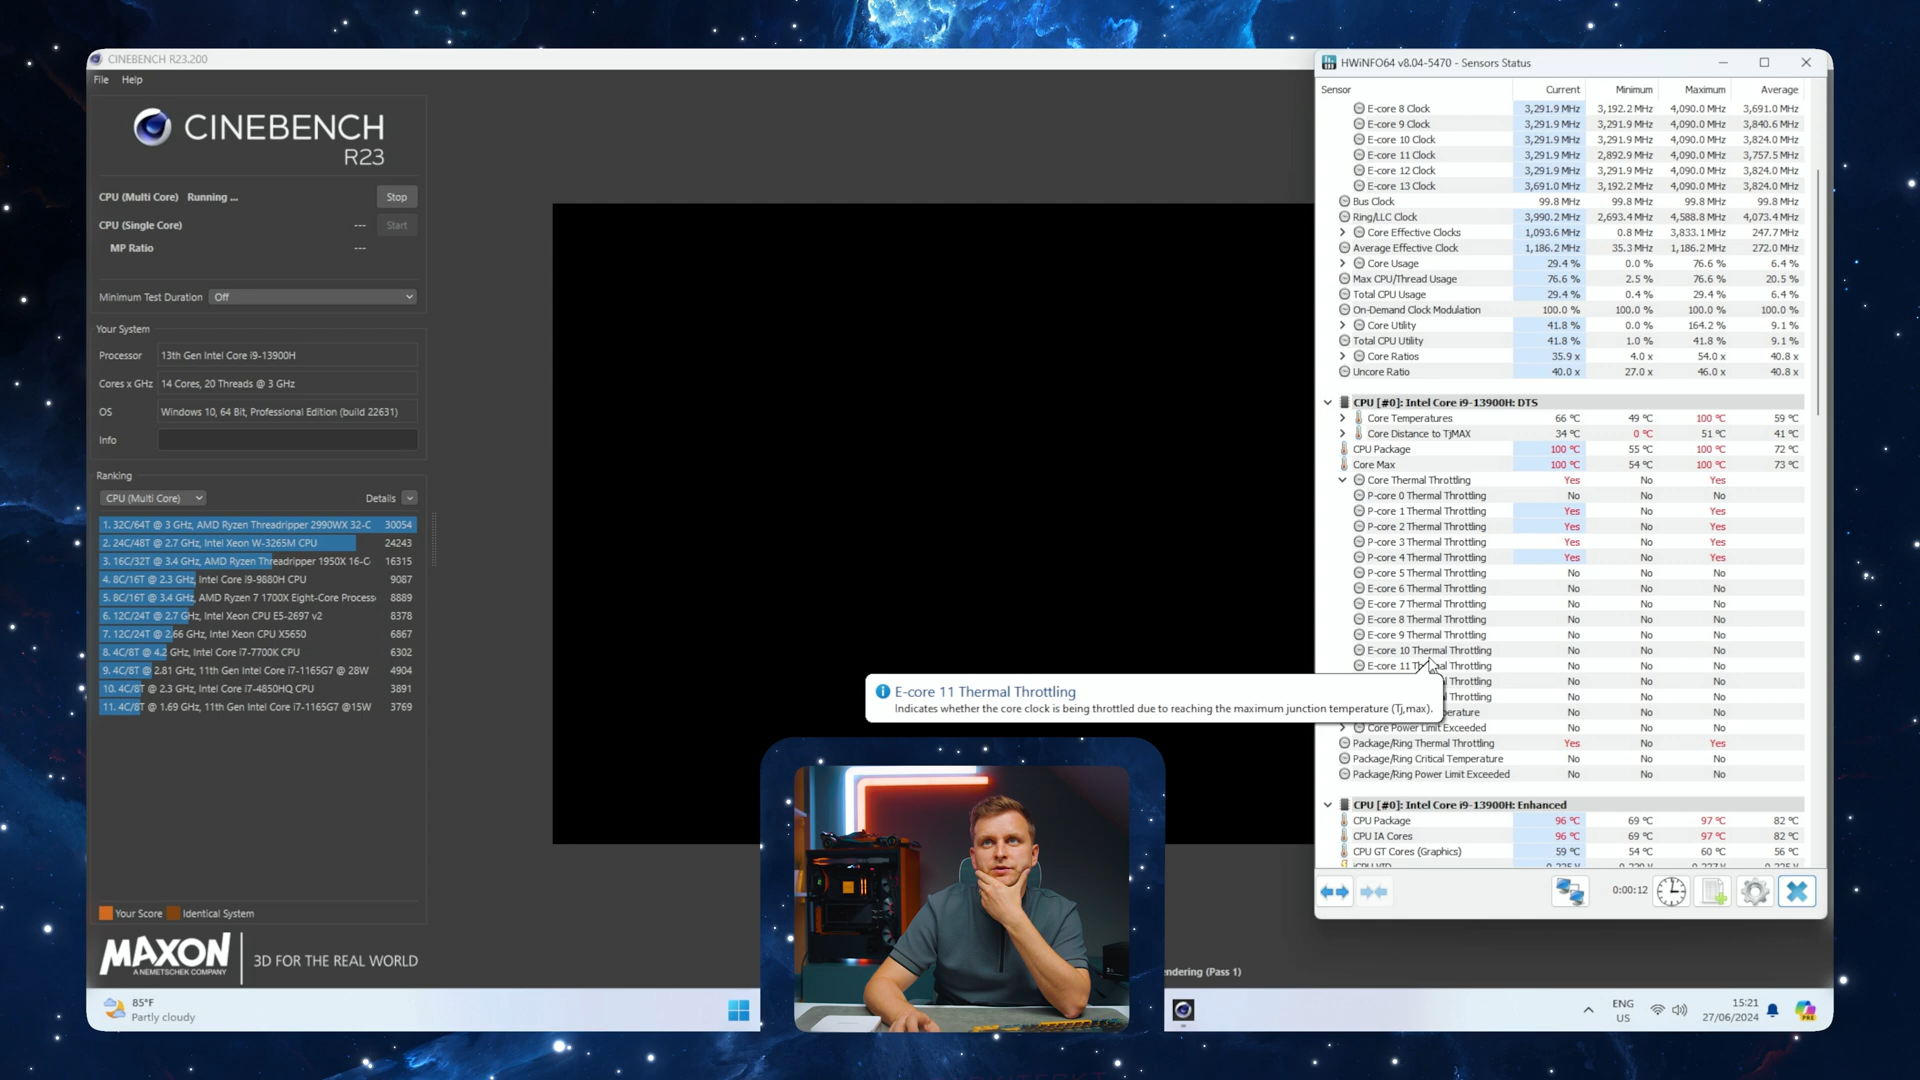 CINEBENCH R23.200
File Help
CINEBENCH
R23
CPU (Multi Core) Running ... Stop
CPU (Single Core) --- Start
MP Ratio ---
Minimum Test Duration Off
Your System
Processor 13th Gen Intel Core i9-13900H
Cores x GHz 14 Cores, 20 Threads @ 3 GHz
OS Windows 10, 64 Bit, Professional Edition (build 22631)
Info
Ranking
CPU (Multi Core) Details
1. 32C/64T @ 3 GHz, AMD Ryzen Threadripper 2990WX 32-C 30054
2. 24C/48T @ 2.7 GHz, Intel Xeon W-3265M CPU 24243
3. 16C/32T @ 3.4 GHz, AMD Ryzen Threadripper 1950X 16-C 16315
4. 8C/16T @ 2.3 GHz, Intel Core i9-9880H CPU 9087
5. 8C/16T @ 3.4 GHz, AMD Ryzen 7 1700X Eight-Core Process 8889
6. 12C/24T @ 2.7 GHz, Intel Xeon CPU E5-2697 v2 8378
7. 12C/24T @ 2.66 GHz, Intel Xeon CPU X5650 6867
8. 4C/8T @ 4.2 GHz, Intel Core i7-7700K CPU 6302
9. 4C/8T @ 2.81 GHz, 11th Gen Intel Core i7-1165G7 @ 28W 4904
10. 4C/8T @ 2.3 GHz, Intel Core i7-4850HQ CPU 3891
11. 4C/8T @ 1.69 GHz, 11th Gen Intel Core i7-1165G7 @15W 3769
Your Score Identical System
MAXON
A NEMETSCHEK COMPANY
3D FOR THE REAL WORLD
HWiNFO64 v8.04-5470 - Sensors Status
Sensor Current Minimum Maximum Average
E-core 8 Clock 3,291.9 MHz 3,192.2 MHz 4,090.0 MHz 3,691.0 MHz
E-core 9 Clock 3,291.9 MHz 3,291.9 MHz 4,090.0 MHz 3,840.6 MHz
E-core 10 Clock 3,291.9 MHz 3,291.9 MHz 4,090.0 MHz 3,824.0 MHz
E-core 11 Clock 3,291.9 MHz 2,892.9 MHz 4,090.0 MHz 3,757.5 MHz
E-core 12 Clock 3,291.9 MHz 3,291.9 MHz 4,090.0 MHz 3,824.0 MHz
E-core 13 Clock 3,691.0 MHz 3,192.2 MHz 4,090.0 MHz 3,824.0 MHz
Bus Clock 99.8 MHz 99.8 MHz 99.8 MHz 99.8 MHz
Ring/LLC Clock 3,990.2 MHz 2,693.4 MHz 4,588.8 MHz 4,073.4 MHz
Core Effective Clocks 1,093.6 MHz 0.8 MHz 3,833.1 MHz 247.7 MHz
Average Effective Clock 1,186.2 MHz 35.3 MHz 1,186.2 MHz 272.0 MHz
Core Usage 29.4 % 0.0 % 76.6 % 6.4 %
Max CPU/Thread Usage 76.6 % 2.5 % 76.6 % 20.5 %
Total CPU Usage 29.4 % 0.4 % 29.4 % 6.4 %
On-Demand Clock Modulation 100.0 % 100.0 % 100.0 % 100.0 %
Core Utility 41.8 % 0.0 % 164.2 % 9.1 %
Total CPU Utility 41.8 % 1.0 % 41.8 % 9.1 %
Core Ratios 35.9 x 4.0 x 54.0 x 40.8 x
Uncore Ratio 40.0 x 27.0 x 46.0 x 40.8 x
CPU [#0]: Intel Core i9-13900H: DTS
Core Temperatures 66 °C 49 °C 100 °C 59 °C
Core Distance to TjMAX 34 °C 0 °C 51 °C 41 °C
CPU Package 100 °C 55 °C 100 °C 72 °C
Core Max 100 °C 54 °C 100 °C 73 °C
Core Thermal Throttling Yes No Yes
P-core 0 Thermal Throttling No No No
P-core 1 Thermal Throttling Yes No Yes
P-core 2 Thermal Throttling Yes No Yes
P-core 3 Thermal Throttling Yes No Yes
P-core 4 Thermal Throttling Yes No Yes
P-core 5 Thermal Throttling No No No
E-core 6 Thermal Throttling No No No
E-core 7 Thermal Throttling No No No
E-core 8 Thermal Throttling No No No
E-core 9 Thermal Throttling No No No
E-core 10 Thermal Throttling No No No
E-core 11 Thermal Throttling No No No
al Throttling No No No
al Throttling No No No
perature No No No
Core Power Limit Exceeded No No No
Package/Ring Thermal Throttling Yes No Yes
Package/Ring Critical Temperature No No No
Package/Ring Power Limit Exceeded No No No
E-core 11 Thermal Throttling
Indicates whether the core clock is being throttled due to reaching the maximum junction temperature (Tj,max).
CPU [#0]: Intel Core i9-13900H: Enhanced
CPU Package 96 °C 69 °C 97 °C 82 °C
CPU IA Cores 96 °C 69 °C 97 °C 82 °C
CPU GT Cores (Graphics) 59 °C 54 °C 60 °C 56 °C
0:00:12
endering (Pass 1)
85°F
Partly cloudy
ENG
US
15:21
27/06/2024
PRE